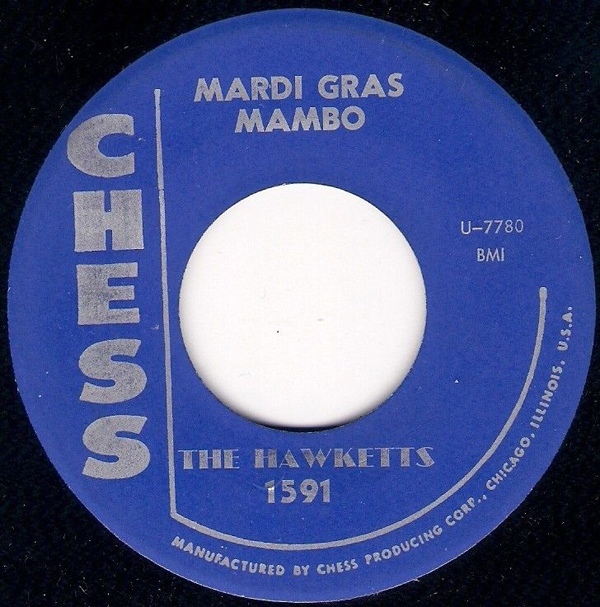 CHESS
MARDI GRAS
MAMBO
U-7780
BMI
THE HAWKETTS
1591
MANUFACTURED BY CHESS PRODUCING CORP., CHICAGO, ILLINOIS, U.S.A.